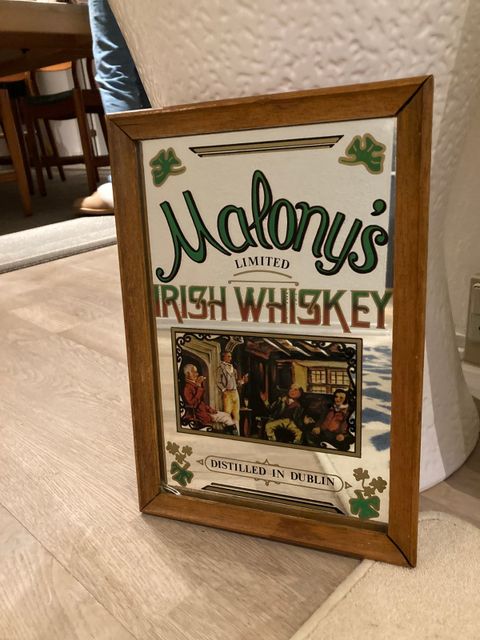 Malony's
LIMITED
IRISH WHISKEY
DISTILLED IN DUBLIN